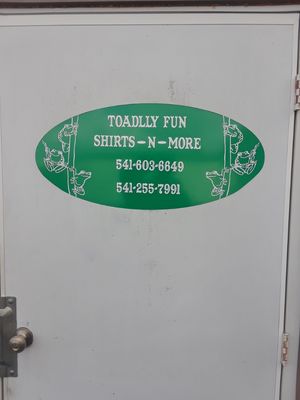 TOADLLY FUN
SHIRTS-N-MORE
541-603-6649
541-255-7991